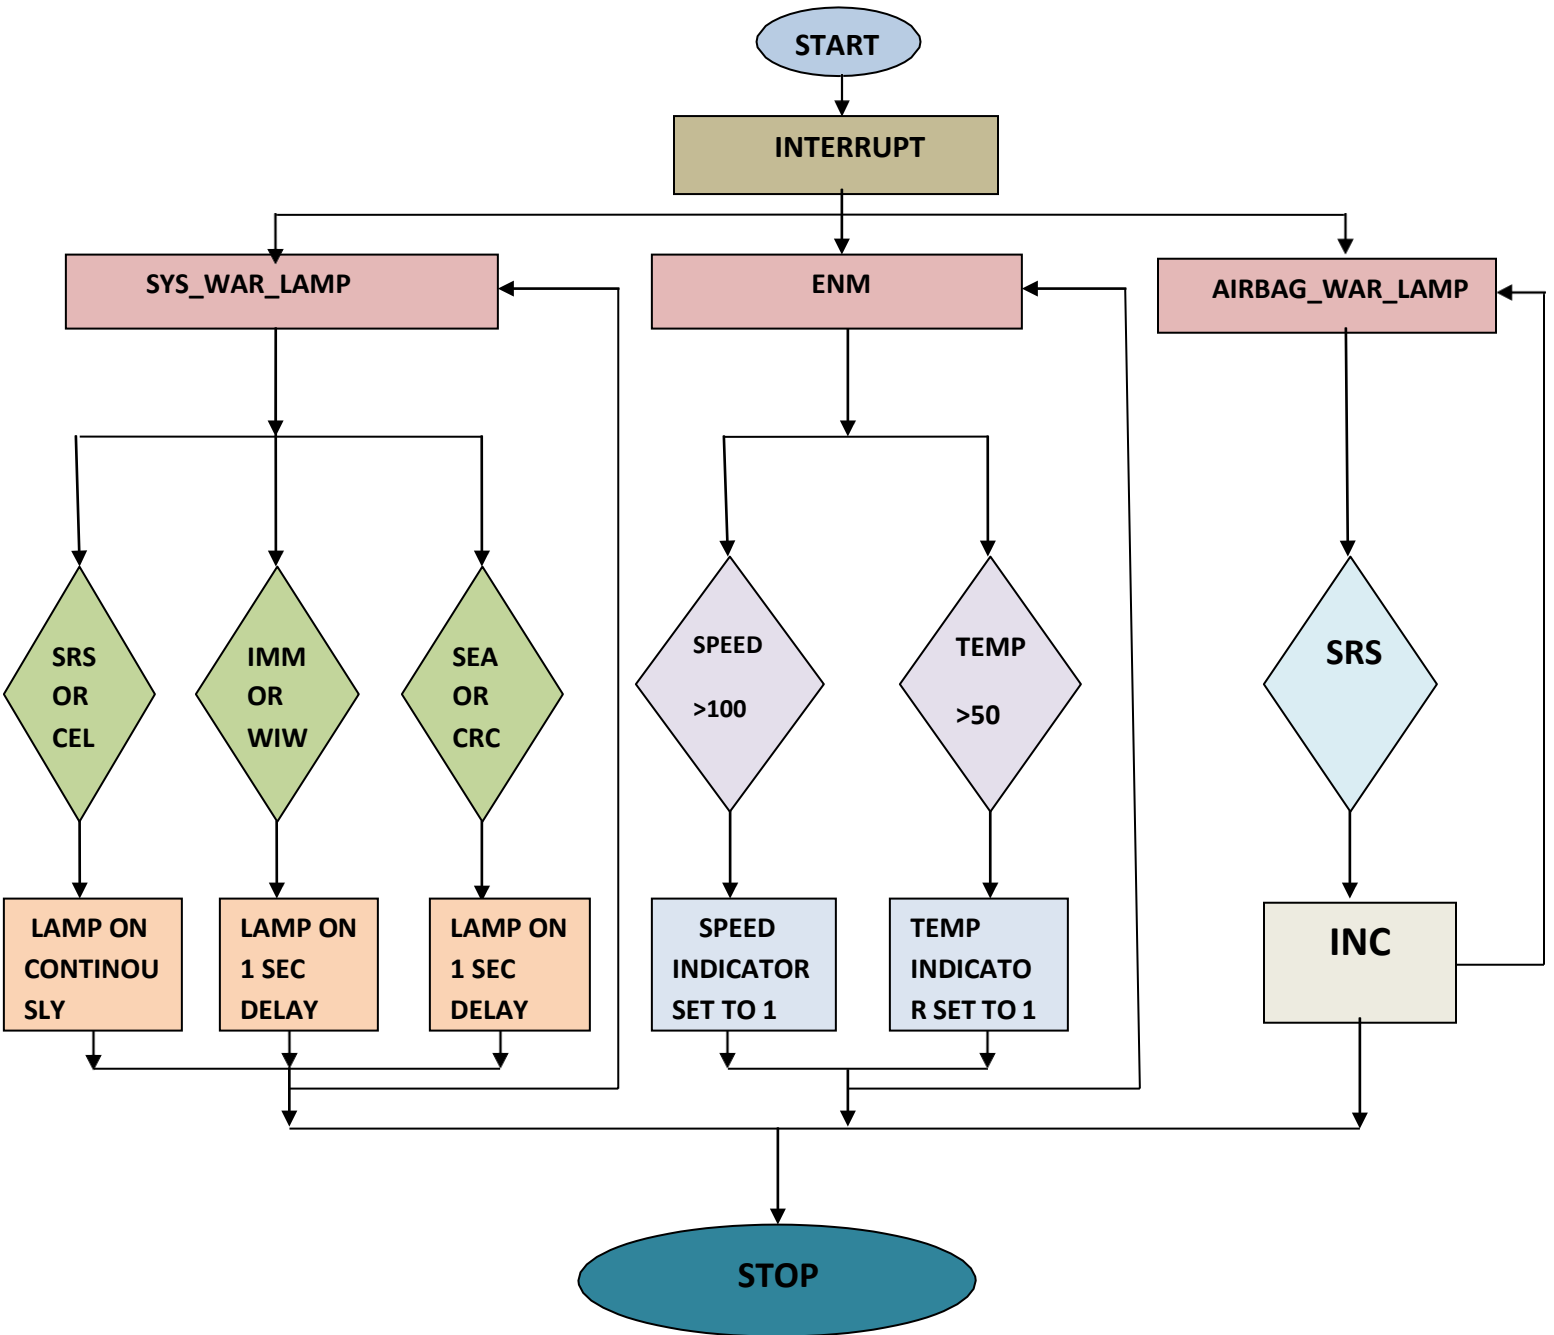 START
INTERRUPT
SYS_WAR_LAMP
ENM
AIRBAG_WAR_LAMP
SRS
OR
CEL
IMM
OR
WIW
SEA
OR
CRC
SPEED
>100
TEMP
>50
SRS
LAMP ON
CONTINOU
SLY
LAMP ON
1 SEC
DELAY
LAMP ON
1 SEC
DELAY
SPEED
INDICATOR
SET TO 1
TEMP
INDICATO
R SET TO 1
INC
STOP